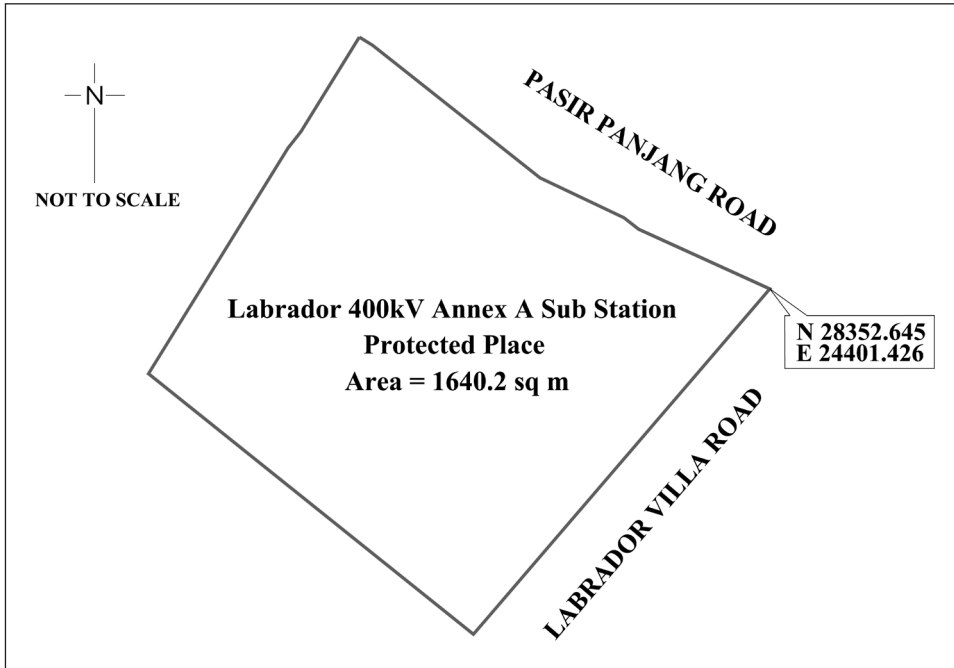 N
NOT TO SCALE
PASIR PANJANG ROAD
Labrador 400kV Annex A Sub Station
Protected Place
Area = 1640.2 sq m
N 28352.645
E 24401.426
LABRADOR VILLA ROAD